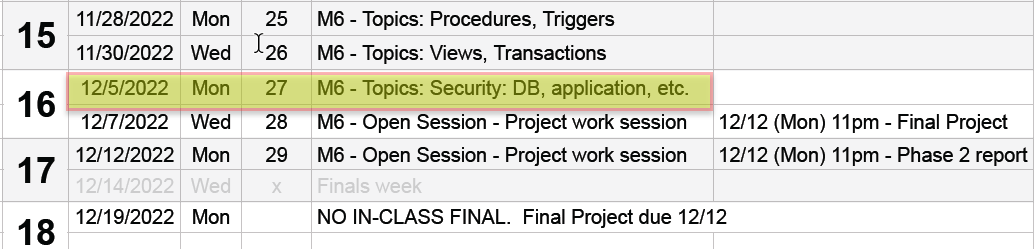 15 11/28/2022 Mon 25 M6 - Topics: Procedures, Triggers
11/30/2022 Wed 26 M6 - Topics: Views, Transactions
16 12/5/2022 Mon 27 M6 - Topics: Security: DB, application, etc.
12/7/2022 Wed 28 M6 - Open Session - Project work session 12/12 (Mon) 11pm - Final Project
17 12/12/2022 Mon 29 M6 - Open Session - Project work session 12/12 (Mon) 11pm - Phase 2 report
12/14/2022 Wed x Finals week
18 12/19/2022 Mon NO IN-CLASS FINAL.  Final Project due 12/12